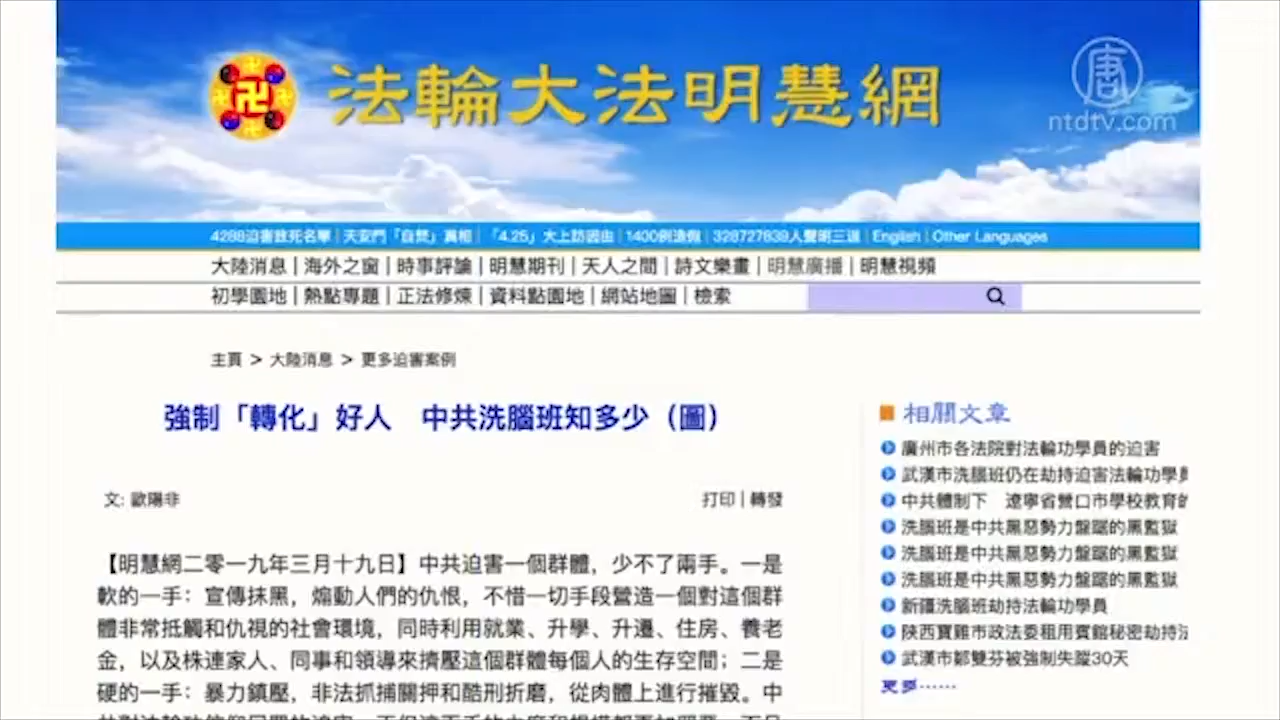 法輪大法明慧網
唐
ntdtv.com
4288迫害致死名單 | 天安門「自焚」真相 | 「4.25」大上訪因由 | 1400例造假 | 328727839人聲明三退 | English | Other Languages
大陸消息 | 海外之窗 | 時事評論 | 明慧期刊 | 天人之間 | 詩文樂畫 | 明慧廣播 | 明慧視頻
初學園地 | 熱點專題 | 正法修煉 | 資料點園地 | 網站地圖 | 檢索
主頁 > 大陸消息 > 更多迫害案例
強制「轉化」好人 中共洗腦班知多少（圖）
文: 歐陽非
打印 | 轉發
【明慧網二零一九年三月十九日】中共迫害一個群體，少不了兩手。一是
軟的一手：宣傳抹黑，煽動人們的仇恨，不惜一切手段營造一個對這個群
體非常抵觸和仇視的社會環境，同時利用就業、升學、升遷、住房、養老
金，以及株連家人、同事和領導來擠壓這個群體每個人的生存空間；二是
硬的一手：暴力鎮壓，非法抓捕關押和酷刑折磨，從肉體上進行摧毀。中
相關文章
廣州市各法院對法輪功學員的迫害
武漢市洗腦班仍在劫持迫害法輪功學員
中共體制下 遼寧省營口市學校教育的
洗腦班是中共黑惡勢力盤踞的黑監獄
洗腦班是中共黑惡勢力盤踞的黑監獄
洗腦班是中共黑惡勢力盤踞的黑監獄
新疆洗腦班劫持法輪功學員
陝西寶雞市政法委租用賓館秘密劫持法
武漢市鄒雙芬被強制失蹤30天
更多……